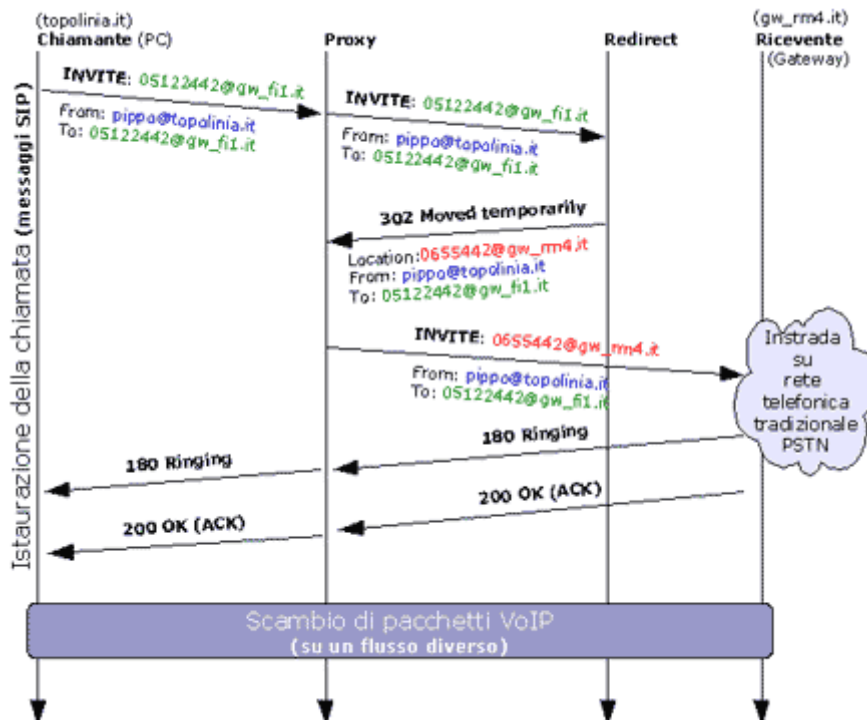 (topolinia.it)
Chiamante (PC)
Proxy
Redirect
(gw_rm4.it)
Ricevente
(Gateway)
Istaurazione della chiamata (messaggi SIP)
INVITE: 05122442@gw_fi1.it
From: pippo@topolinia.it
To: 05122442@gw_fi1.it
INVITE: 05122442@gw_fi1.it
From: pippo@topolinia.it
To: 05122442@gw_fi1.it
302 Moved temporarily
Location:0655442@gw_rm4.it
From: pippo@topolinia.it
To: 05122442@gw_fi1.it
INVITE: 0655442@gw_rm4.it
From: pippo@topolinia.it
To: 05122442@gw_fi1.it
Instrada
su
rete
telefonica
tradizionale
PSTN
180 Ringing
180 Ringing
200 OK (ACK)
200 OK (ACK)
Scambio di pacchetti VoIP
(su un flusso diverso)